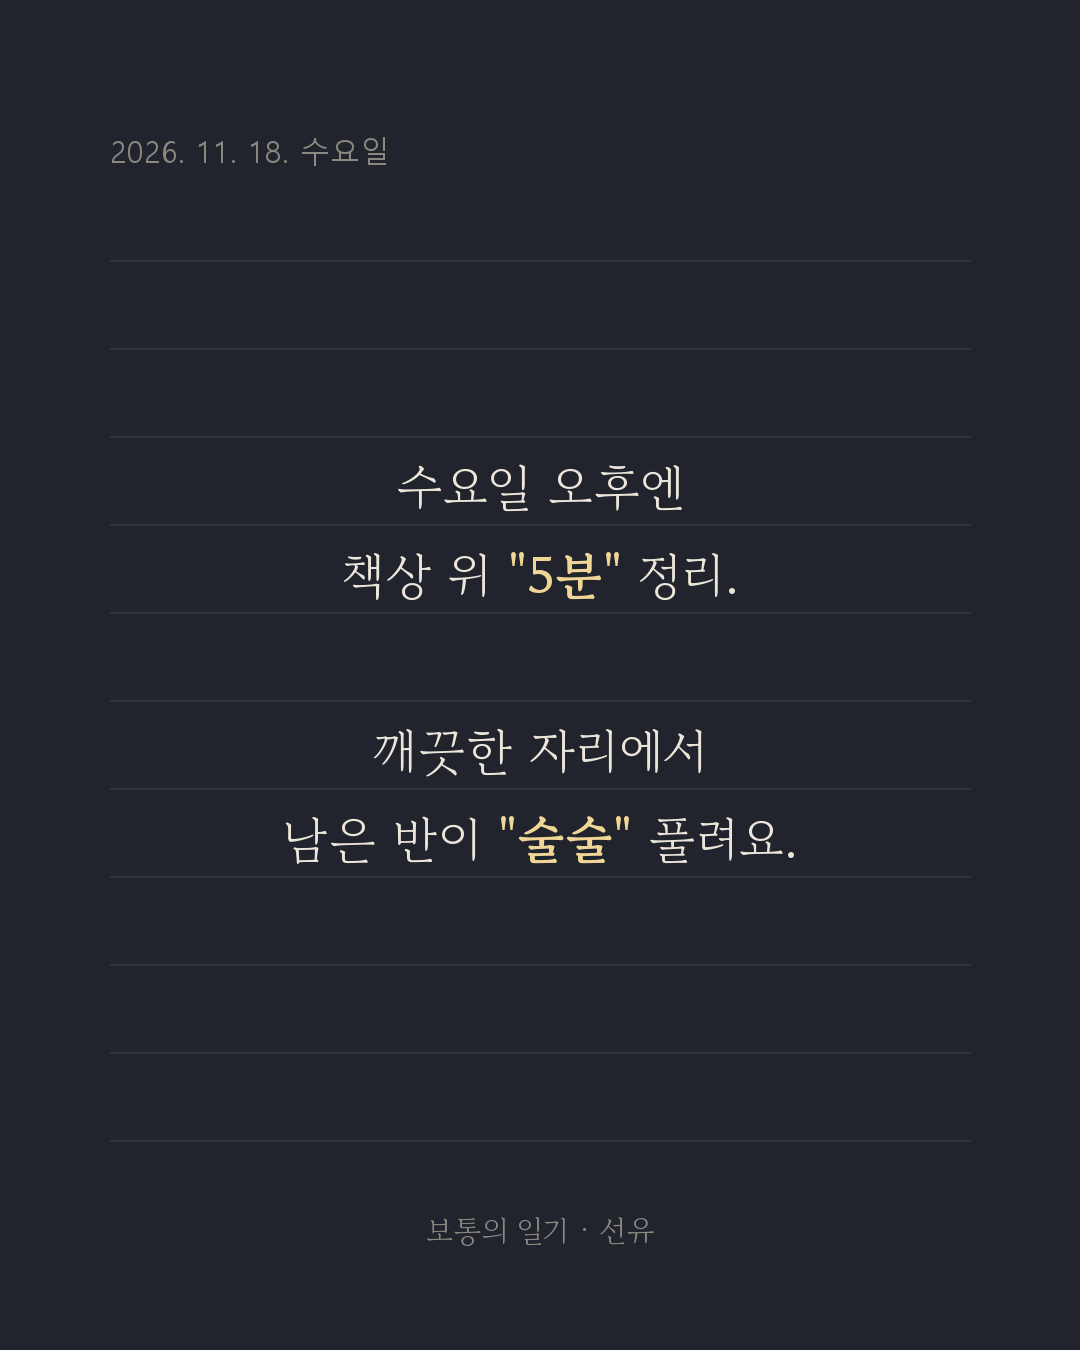 2026. 11. 18. 수요일
수요일 오후엔
책상 위 "5분" 정리.
깨끗한 자리에서
남은 반이 "술술" 풀려요.
보통의 일기 · 선유